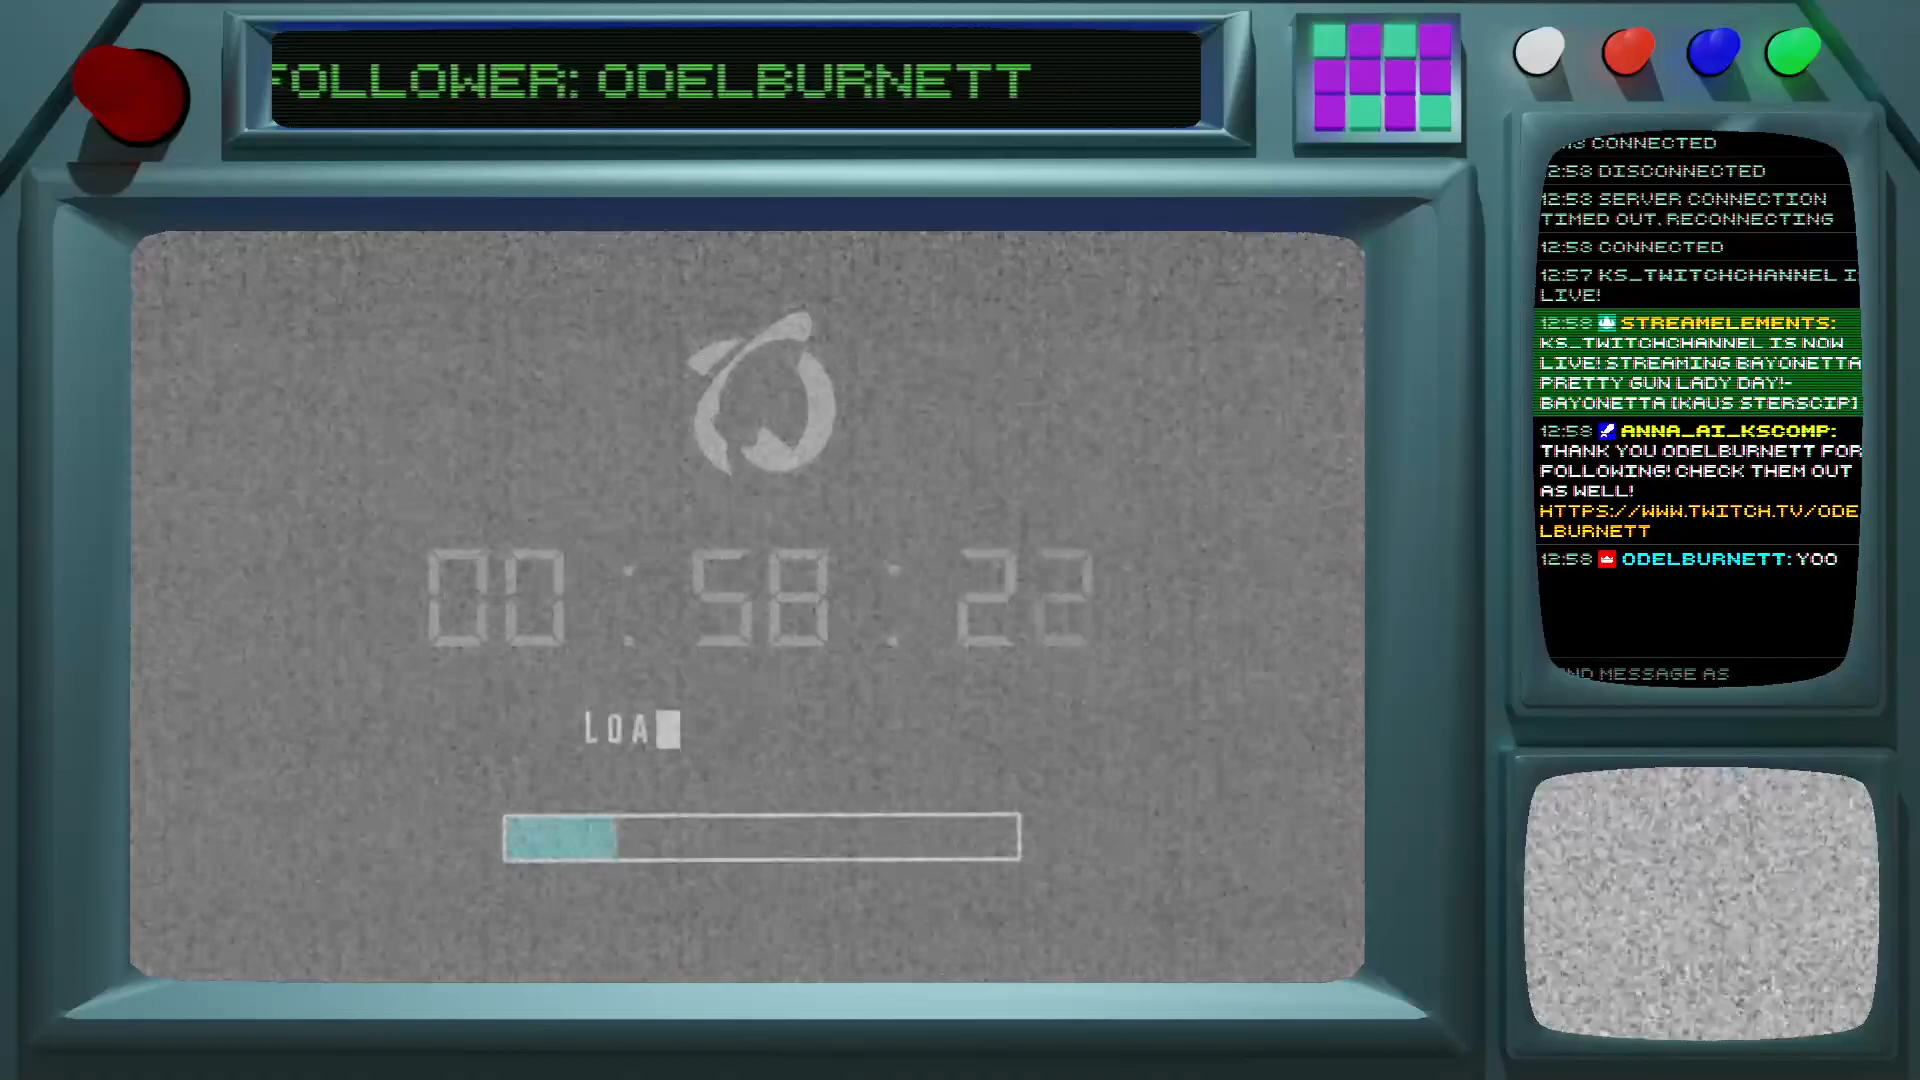 FOLLOWER: ODELBURNETT
CONNECTED
DISCONNECTED
12:53 SERVER CONNECTION
TIMED OUT. RECONNECTING
12:53 CONNECTED
12:57 KS_TWITCHCHANNEL I
LIVE!
12:58 STREAMELEMENTS:
KS_TWITCHCHANNEL IS NOW
LIVE! STREAMING BAYONETTA
PRETTY GUN LADY DAY!-
BAYONETTA [KAUS STERSCIP]
12:58 ANNA_AI_KSCOMP:
THANK YOU ODELBURNETT FOR
FOLLOWING! CHECK THEM OUT
AS WELL!
HTTPS://WWW.TWITCH.TV/ODE
LBURNETT
12:58 ODELBURNETT: YOO
MESSAGE AS
00:58:22
LOA